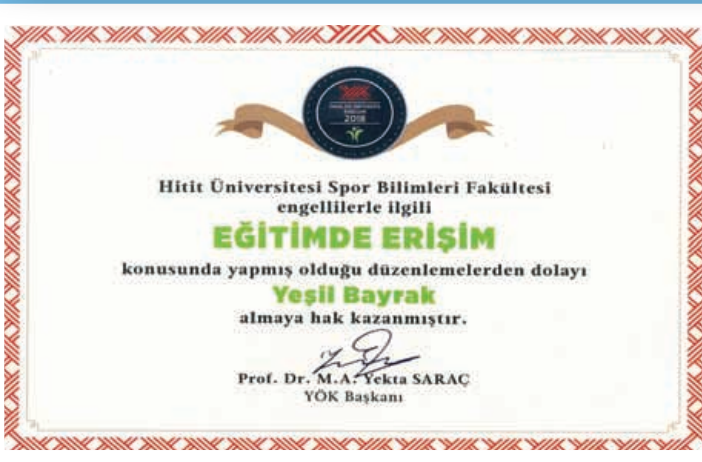 2018
Hitit Üniversitesi Spor Bilimleri Fakültesi
engellilerle ilgili
EĞİTİMDE ERİŞİM
konusunda yapmış olduğu düzenlemelerden dolayı
Yeşil Bayrak
almaya hak kazanmıştır.
Prof. Dr. M.A. Yekta SARAÇ
YÖK Başkanı